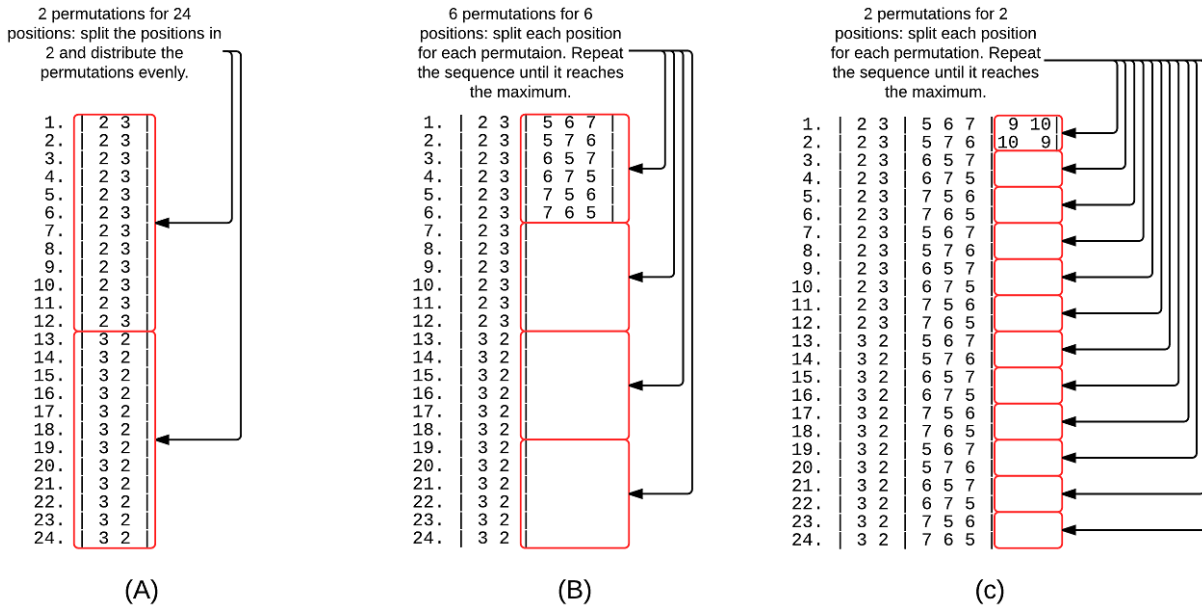 2 permutations for 24
positions: split the positions in
2 and distribute the
permutations evenly.
1. | 2 3 |
2. | 2 3 |
3. | 2 3 |
4. | 2 3 |
5. | 2 3 |
6. | 2 3 |
7. | 2 3 |
8. | 2 3 |
9. | 2 3 |
10. | 2 3 |
11. | 2 3 |
12. | 2 3 |
13. | 3 2 |
14. | 3 2 |
15. | 3 2 |
16. | 3 2 |
17. | 3 2 |
18. | 3 2 |
19. | 3 2 |
20. | 3 2 |
21. | 3 2 |
22. | 3 2 |
23. | 3 2 |
24. | 3 2 |
(A)
6 permutations for 6
positions: split each position
for each permutaion. Repeat
the sequence until it reaches
the maximum.
1. | 2 3 | 5 6 7 |
2. | 2 3 | 5 7 6 |
3. | 2 3 | 6 5 7 |
4. | 2 3 | 6 7 5 |
5. | 2 3 | 7 5 6 |
6. | 2 3 | 7 6 5 |
7. | 2 3 |
8. | 2 3 |
9. | 2 3 |
10. | 2 3 |
11. | 2 3 |
12. | 2 3 |
13. | 3 2 |
14. | 3 2 |
15. | 3 2 |
16. | 3 2 |
17. | 3 2 |
18. | 3 2 |
19. | 3 2 |
20. | 3 2 |
21. | 3 2 |
22. | 3 2 |
23. | 3 2 |
24. | 3 2 |
(B)
2 permutations for 2
positions: split each position
for each permutation. Repeat
the sequence until it reaches
the maximum.
1. | 2 3 | 5 6 7 | 9 10|
2. | 2 3 | 5 7 6 |10 9|
3. | 2 3 | 6 5 7 |
4. | 2 3 | 6 7 5 |
5. | 2 3 | 7 5 6 |
6. | 2 3 | 7 6 5 |
7. | 2 3 | 5 6 7 |
8. | 2 3 | 5 7 6 |
9. | 2 3 | 6 5 7 |
10. | 2 3 | 6 7 5 |
11. | 2 3 | 7 5 6 |
12. | 2 3 | 7 6 5 |
13. | 3 2 | 5 6 7 |
14. | 3 2 | 5 7 6 |
15. | 3 2 | 6 5 7 |
16. | 3 2 | 6 7 5 |
17. | 3 2 | 7 5 6 |
18. | 3 2 | 7 6 5 |
19. | 3 2 | 5 6 7 |
20. | 3 2 | 5 7 6 |
21. | 3 2 | 6 5 7 |
22. | 3 2 | 6 7 5 |
23. | 3 2 | 7 5 6 |
24. | 3 2 | 7 6 5 |
(c)